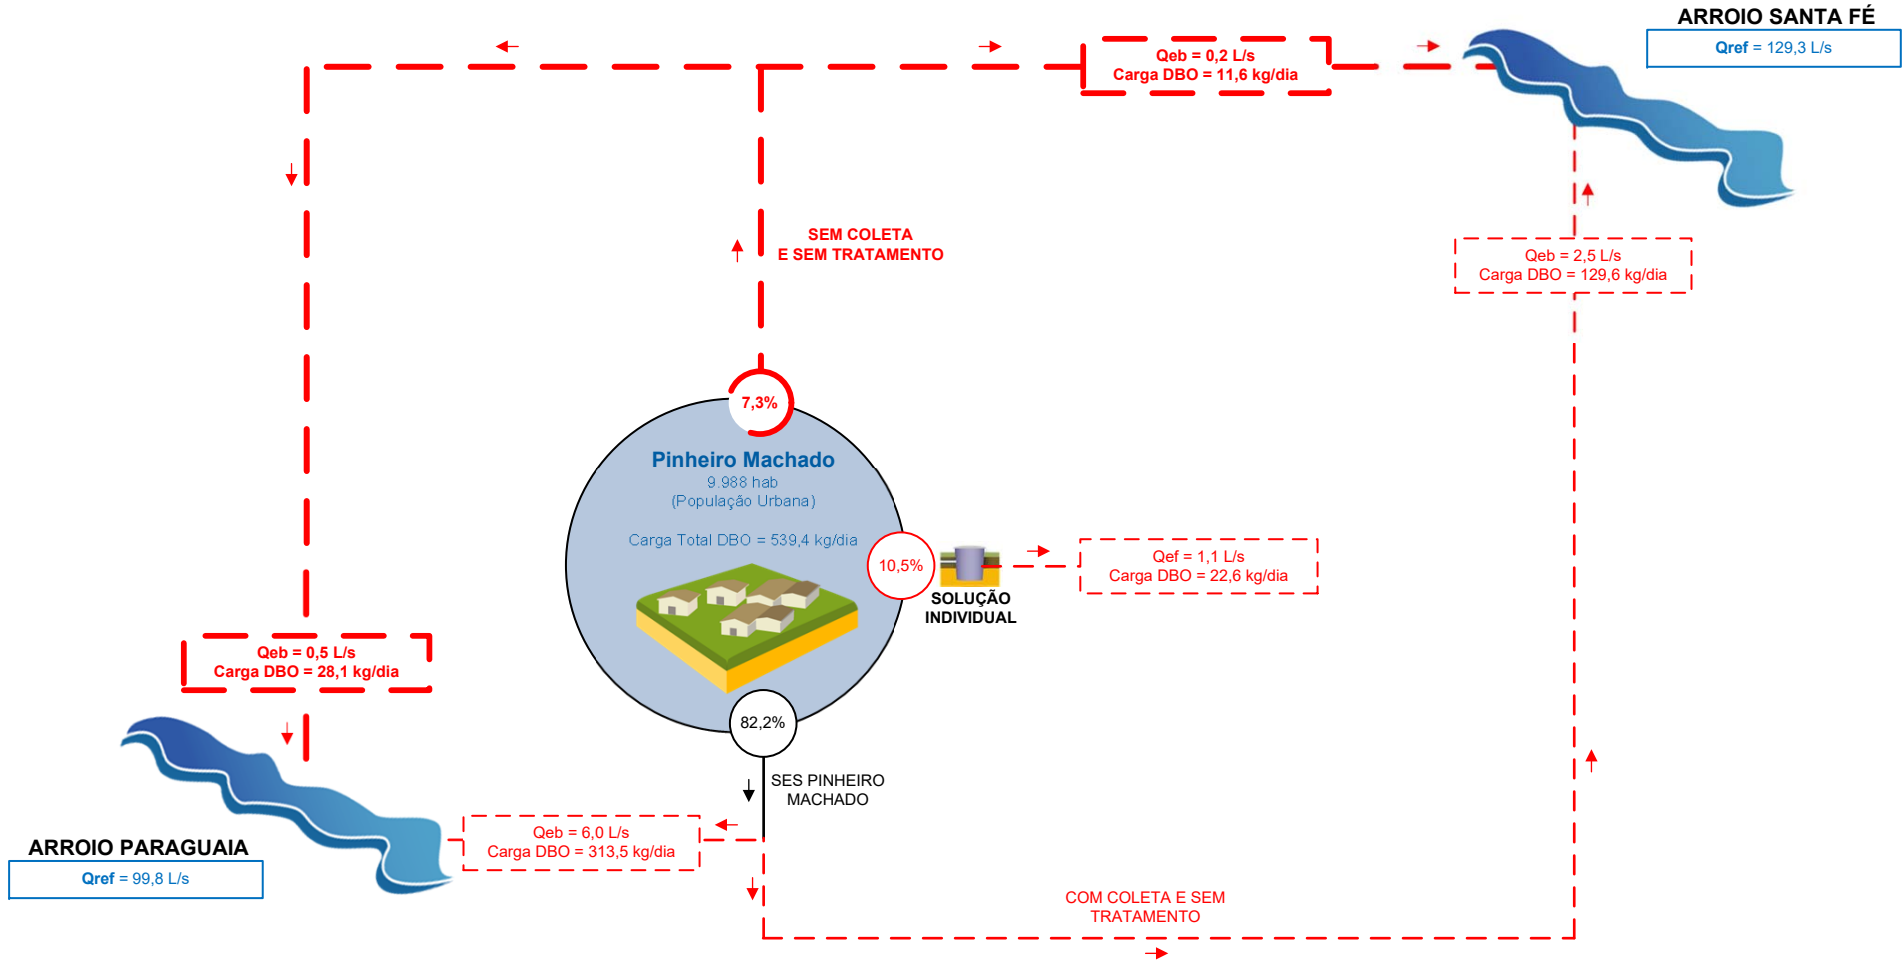 ARROIO SANTA FÉ
Qref = 129,3 L/s
Qeb = 0,2 L/s
Carga DBO = 11,6 kg/dia
SEM COLETA
E SEM TRATAMENTO
Qeb = 2,5 L/s
Carga DBO = 129,6 kg/dia
7,3%
Pinheiro Machado
9.988 hab
(População Urbana)
Carga Total DBO = 539,4 kg/dia
10,5%
SOLUÇÃO
INDIVIDUAL
Qef = 1,1 L/s
Carga DBO = 22,6 kg/dia
Qeb = 0,5 L/s
Carga DBO = 28,1 kg/dia
82,2%
SES PINHEIRO
MACHADO
Qeb = 6,0 L/s
Carga DBO = 313,5 kg/dia
ARROIO PARAGUAIA
Qref = 99,8 L/s
COM COLETA E SEM
TRATAMENTO